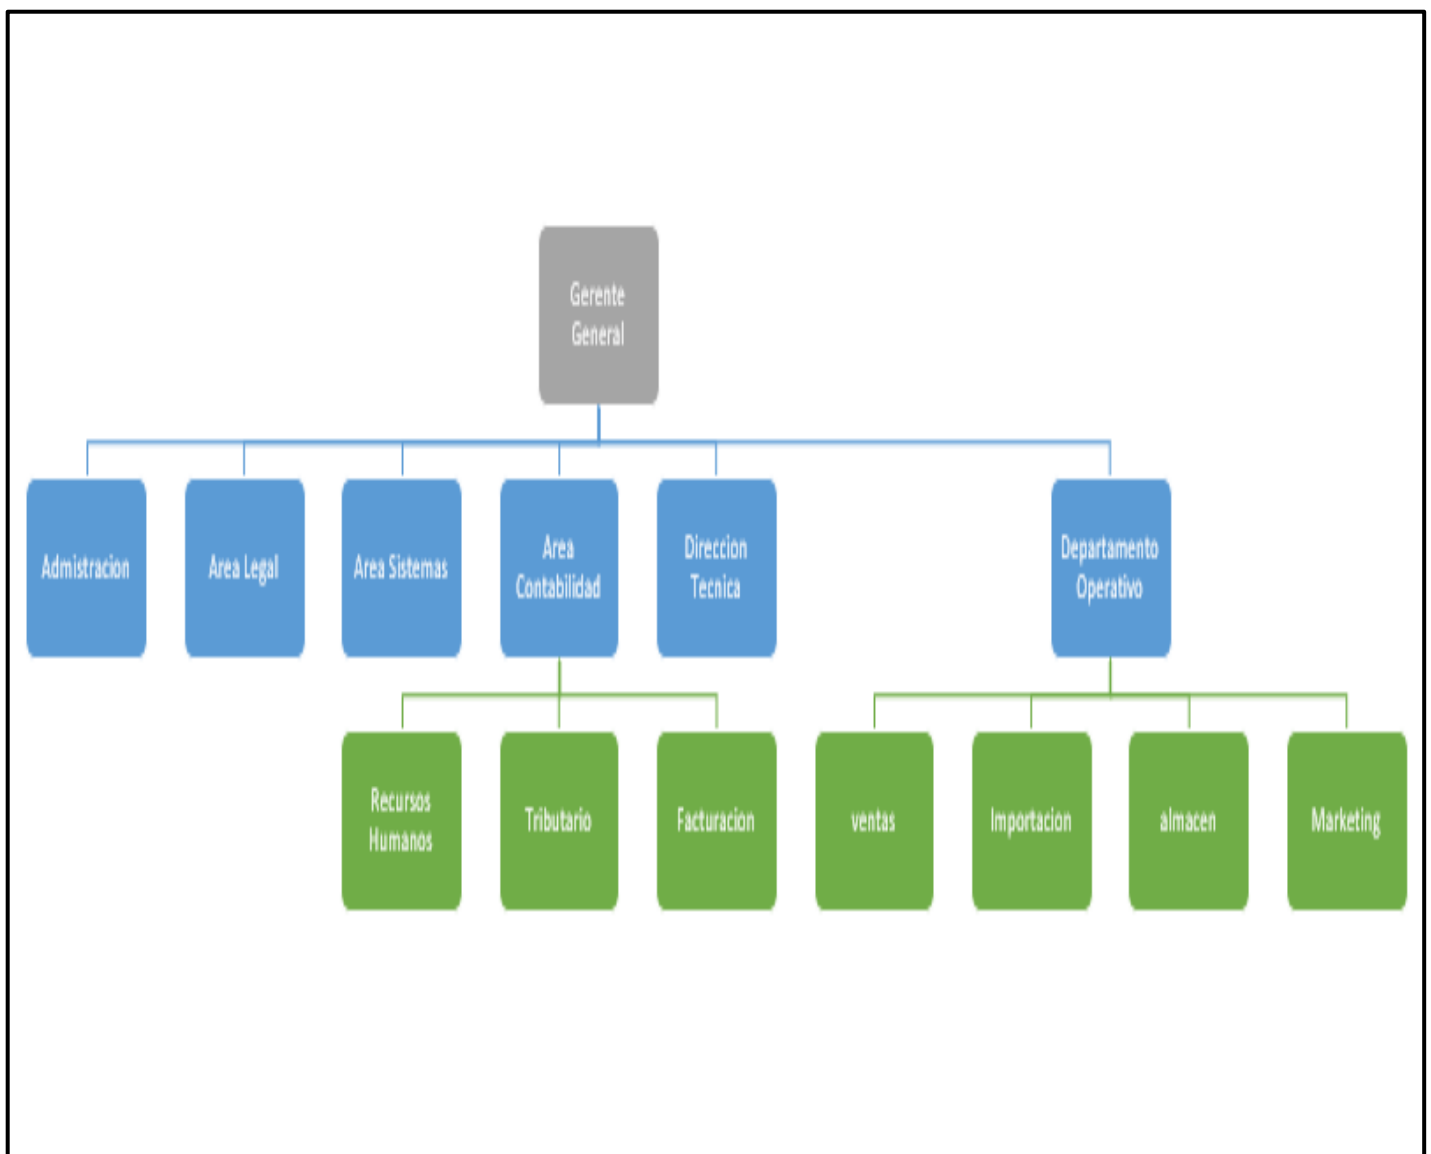 Gerente
General
Admistracion
Area Legal
Area Sistemas
Area
Contabilidad
Direccion
Tecnica
Departamento
Operativo
Recursos
Humanos
Tributario
Facturacion
ventas
Importacion
almacen
Marketing